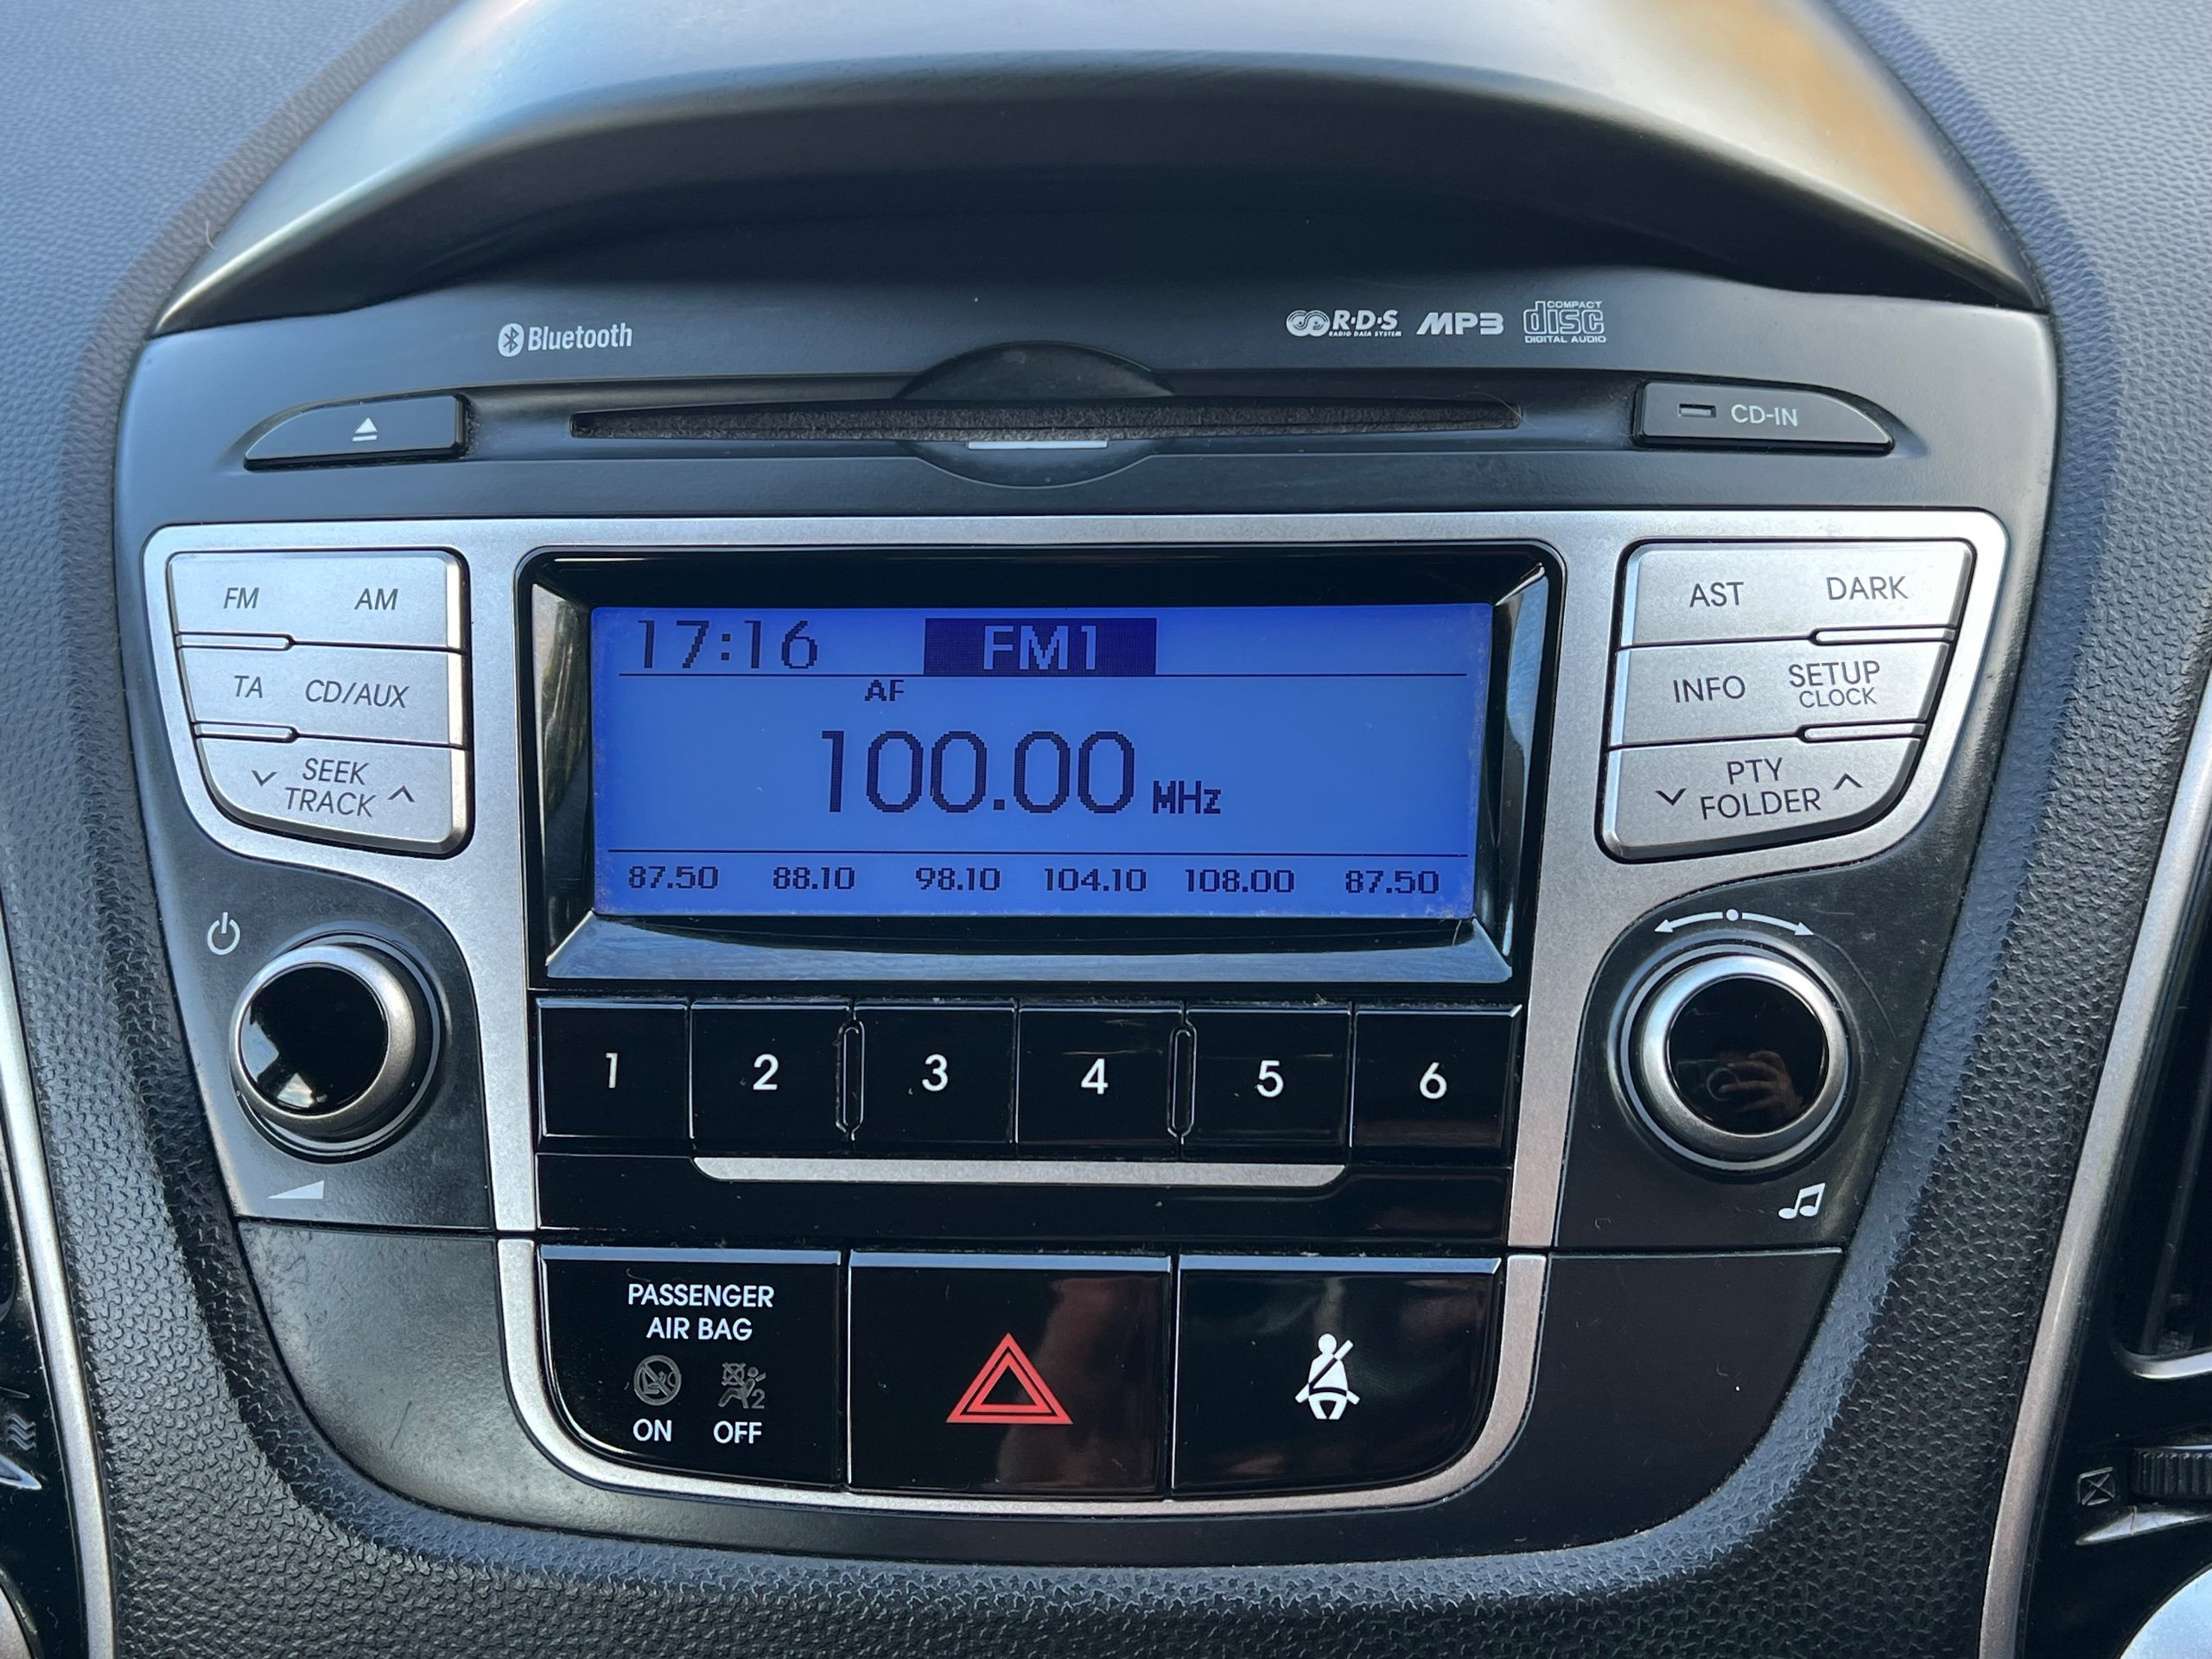 Bluetooth
R·D·S MP3 COMPACT
RADIO DATA SYSTEM disc
DIGITAL AUDIO
CD-IN
FM AM
TA CD/AUX
SEEK
TRACK
17:16 FM1
AF
100.00 MHz
87.50 88.10 98.10 104.10 108.00 87.50
AST DARK
INFO SETUP
CLOCK
PTY
FOLDER
1 2 3 4 5 6
PASSENGER
AIR BAG
2
ON OFF